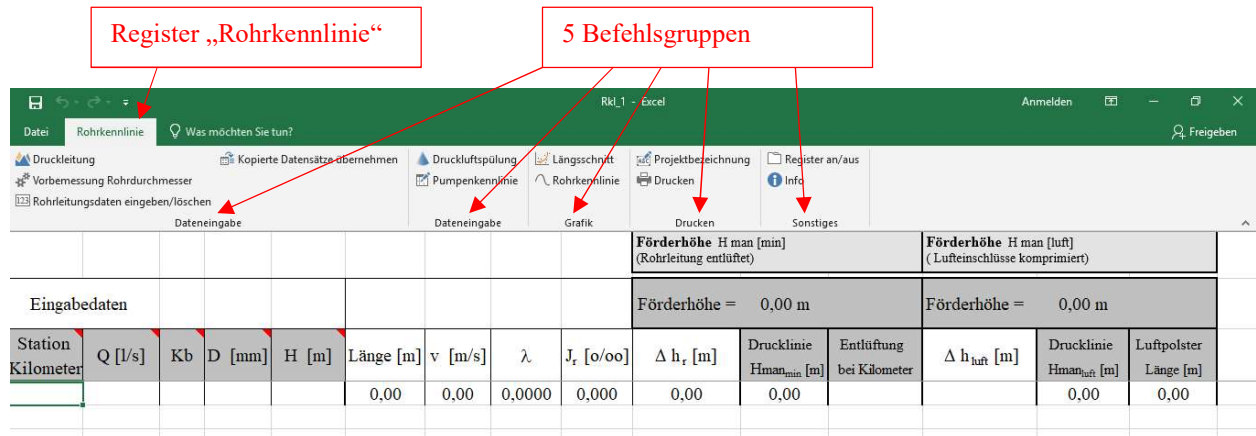 Register „Rohrkennlinie“
5 Befehlsgruppen
Rkl_1 - Excel
Anmelden
Datei
Rohrkennlinie
Was möchten Sie tun?
Freigeben
Druckleitung
Kopierte Datensätze übernehmen
Druckluftspülung
Längsschnitt
Projektbezeichnung
Register an/aus
Vorbemessung Rohrdurchmesser
Pumpenkennlinie
Rohrkennlinie
Drucken
Info
123 Rohrleitungsdaten eingeben/löschen
Dateneingabe
Dateneingabe
Grafik
Drucken
Sonstiges
Förderhöhe H man [min]
(Rohrleitung entlüftet)
Förderhöhe H man [luft]
( Lufteinschlüsse komprimiert)
Eingabedaten
Förderhöhe = 0,00 m
Förderhöhe = 0,00 m
Station
Kilometer
Q [l/s]
Kb
D [mm]
H [m]
Länge [m]
v [m/s]
λ
Jr [o/oo]
Δ hr [m]
Drucklinie
Hmanmin [m]
Entlüftung
bei Kilometer
Δ h luft [m]
Drucklinie
Hmanluft [m]
Luftpolster
Länge [m]
0,00 0,00 0,0000 0,000 0,00 0,00 0,00 0,00